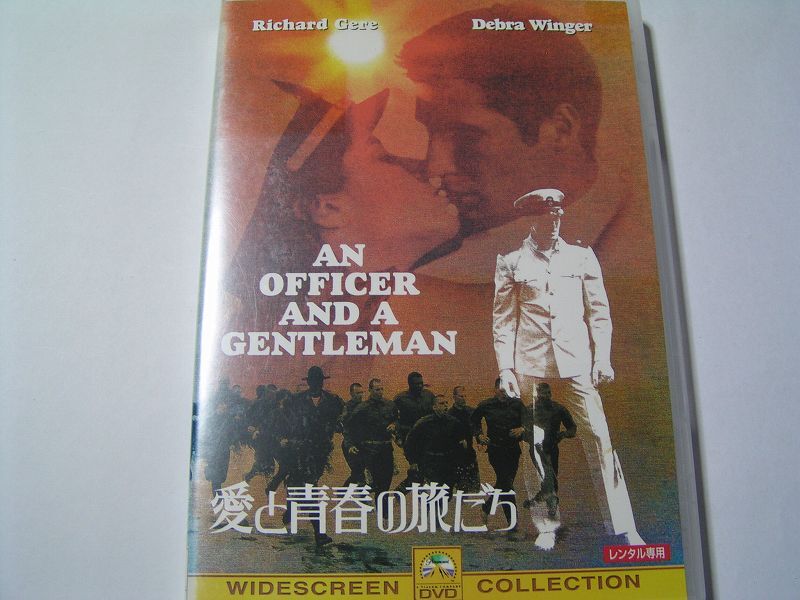 Richard Gere Debra Winger
AN
OFFICER
AND A
GENTLEMAN
愛と青春の旅だち
レンタル専用
WIDESCREEN DVD COLLECTION